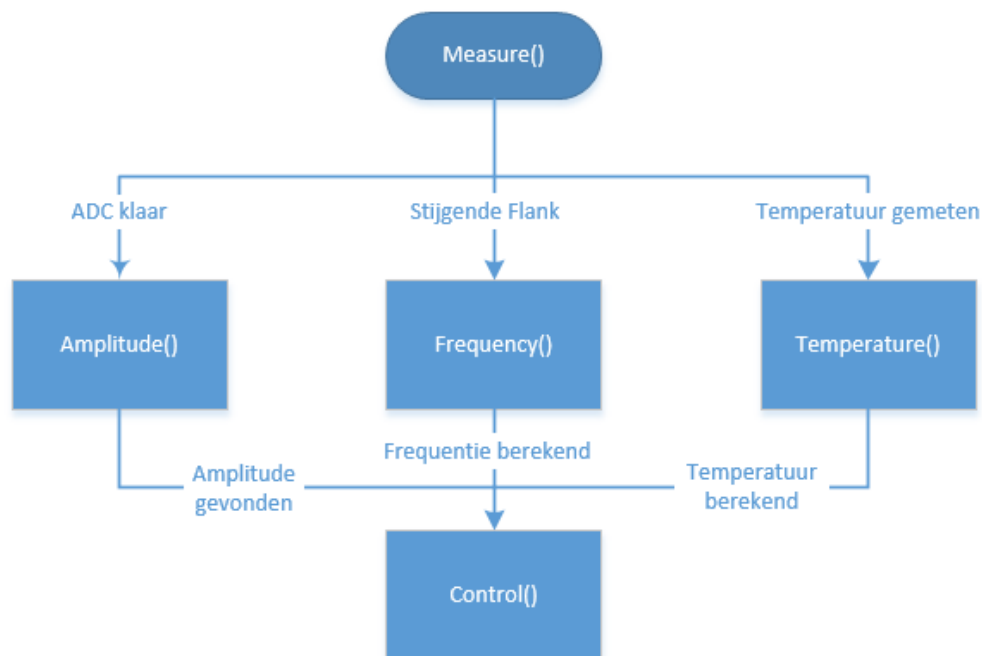 Measure()
ADC klaar
Stijgende Flank
Temperatuur gemeten
Amplitude()
Frequency()
Temperature()
Frequentie berekend
Amplitude
gevonden
Temperatuur
berekend
Control()